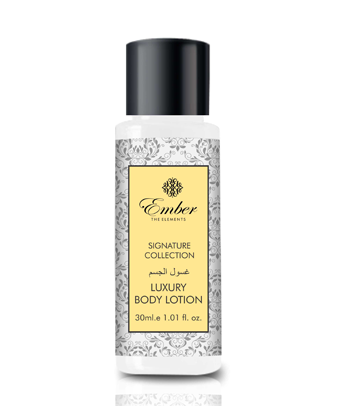 Ember
THE ELEMENTS
SIGNATURE
COLLECTION
غسول الجسم
LUXURY
BODY LOTION
30ml.e 1.01 fl. oz.